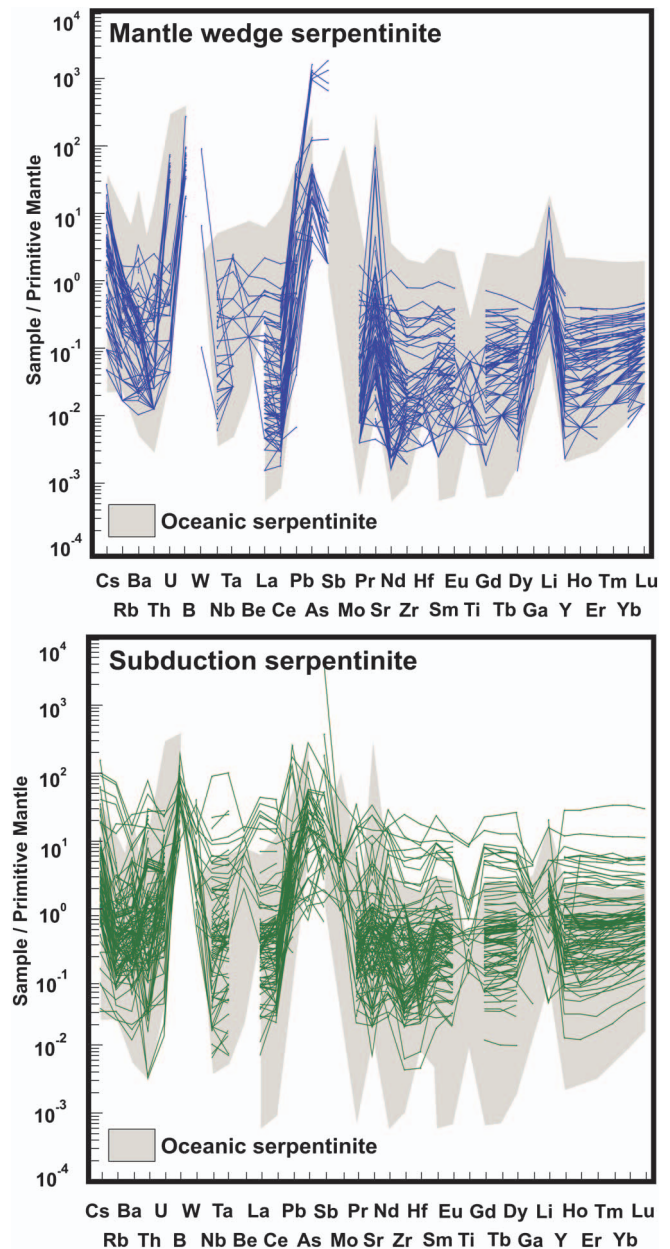 Mantle wedge serpentinite
Sample / Primitive Mantle
10^4
10^3
10^2
10^1
10^0
10^-1
10^-2
10^-3
10^-4
Oceanic serpentinite
Cs Ba U W Ta La Pb Sb Pr Nd Hf Eu Gd Dy Li Ho Tm Lu
Rb Th B Nb Be Ce As Mo Sr Zr Sm Ti Tb Ga Y Er Yb
Subduction serpentinite
Sample / Primitive Mantle
10^4
10^3
10^2
10^1
10^0
10^-1
10^-2
10^-3
10^-4
Oceanic serpentinite
Cs Ba U W Ta La Pb Sb Pr Nd Hf Eu Gd Dy Li Ho Tm Lu
Rb Th B Nb Be Ce As Mo Sr Zr Sm Ti Tb Ga Y Er Yb